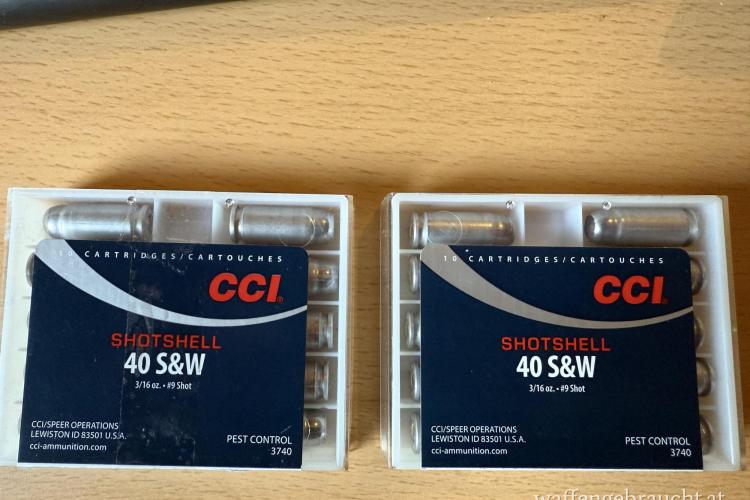 10 CARTRIDGES/CARTOUCHES
CCI
SHOTSHELL
40 S&W
3/16 oz. • #9 Shot
CCI/SPEER OPERATIONS
LEWISTON ID 83501 U.S.A.
cci-ammunition.com
PEST CONTROL
3740
10 CARTRIDGES/CARTOUCHES
CCI
SHOTSHELL
40 S&W
3/16 oz. • #9 Shot
CCI/SPEER OPERATIONS
LEWISTON ID 83501 U.S.A.
cci-ammunition.com
PEST CONTROL
3740
waffengebraucht.at